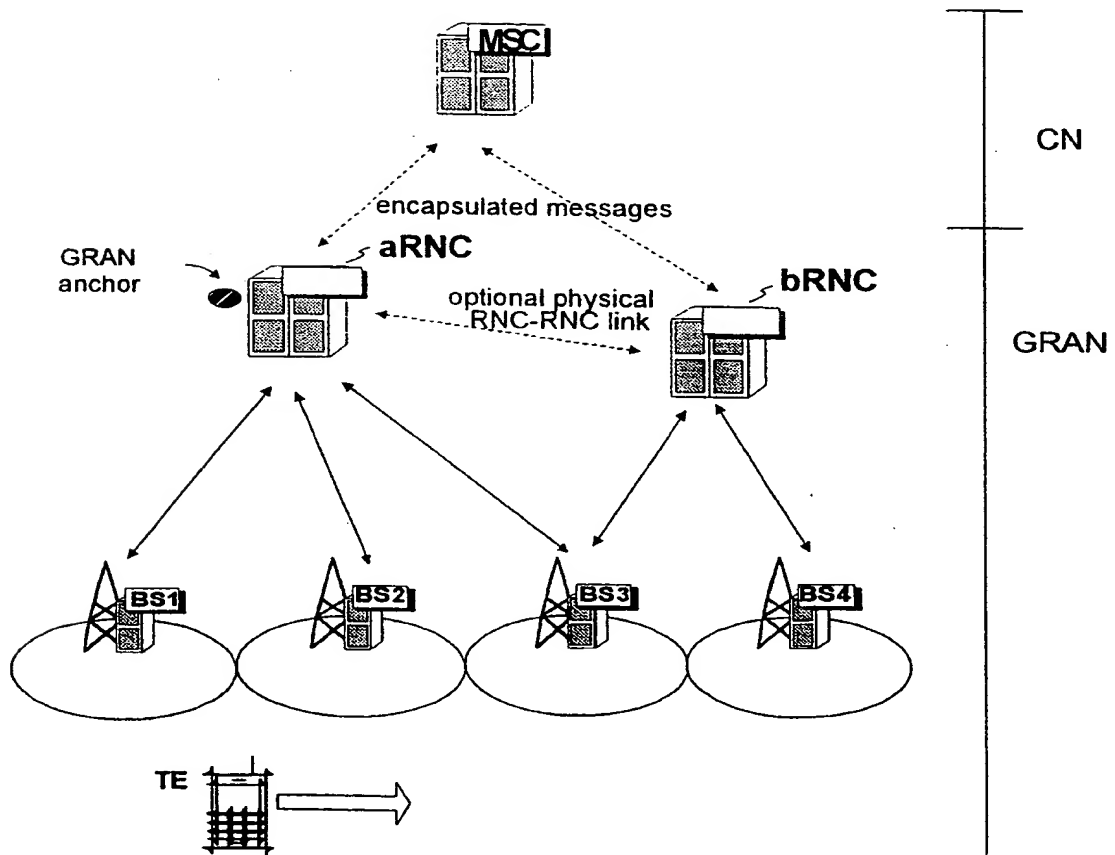 MSC
CN
encapsulated messages
GRAN
anchor
aRNC
optional physical
RNC-RNC link
bRNC
GRAN
BS1
BS2
BS3
BS4
TE